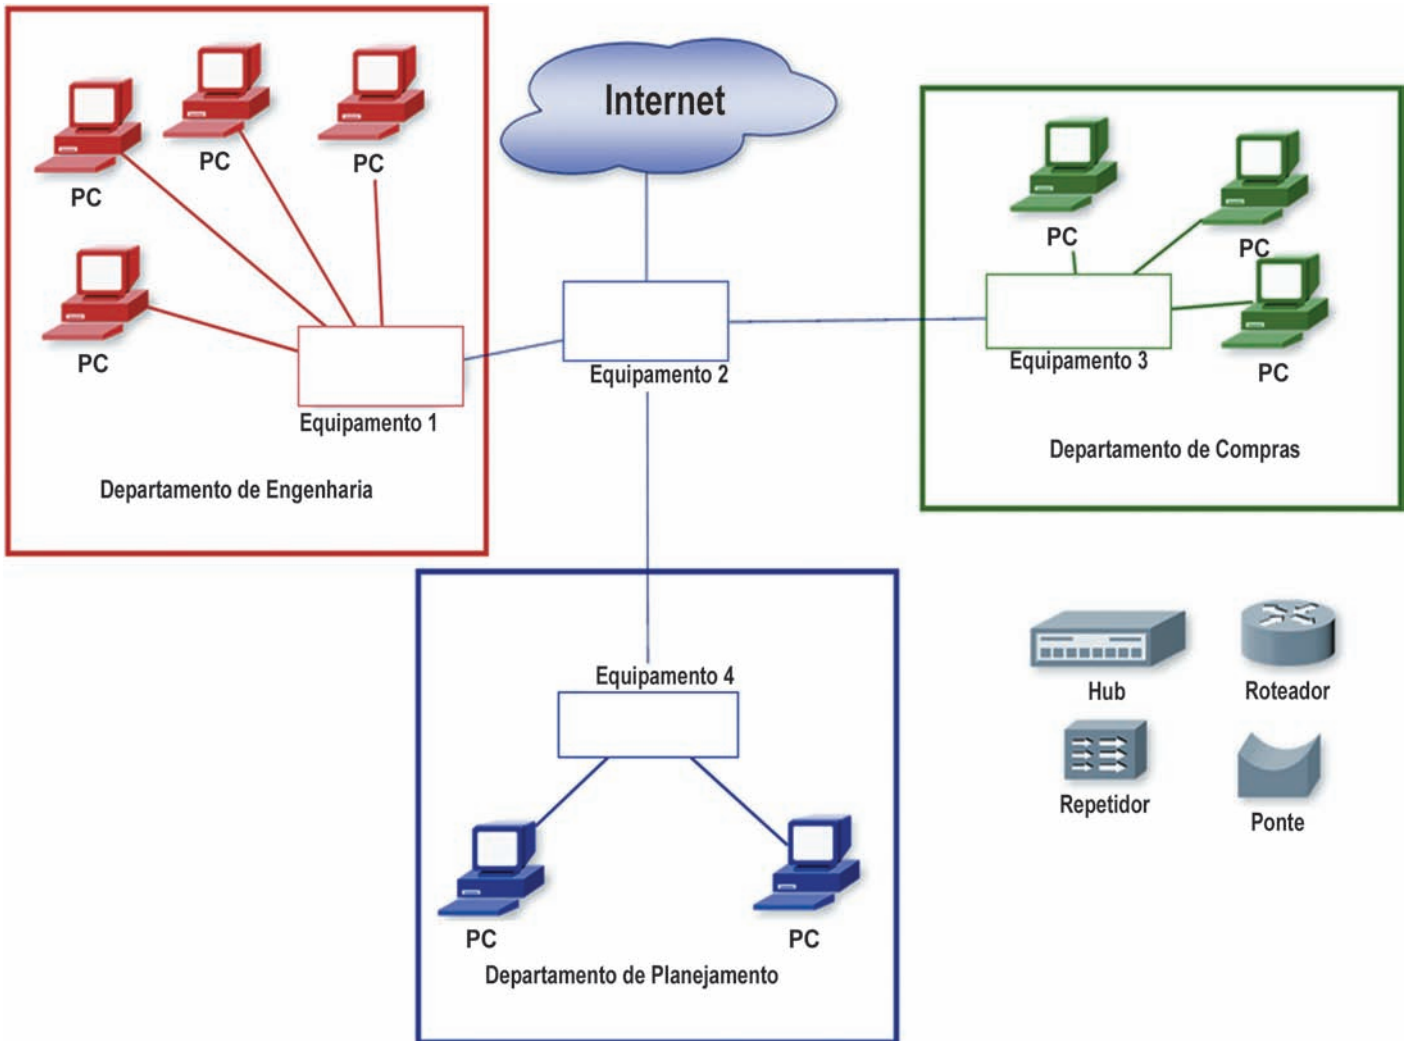 Internet
PC
PC
PC
PC
Equipamento 1
Departamento de Engenharia
Equipamento 2
PC
PC
PC
Equipamento 3
Departamento de Compras
Equipamento 4
PC
PC
Departamento de Planejamento
Hub
Roteador
Repetidor
Ponte